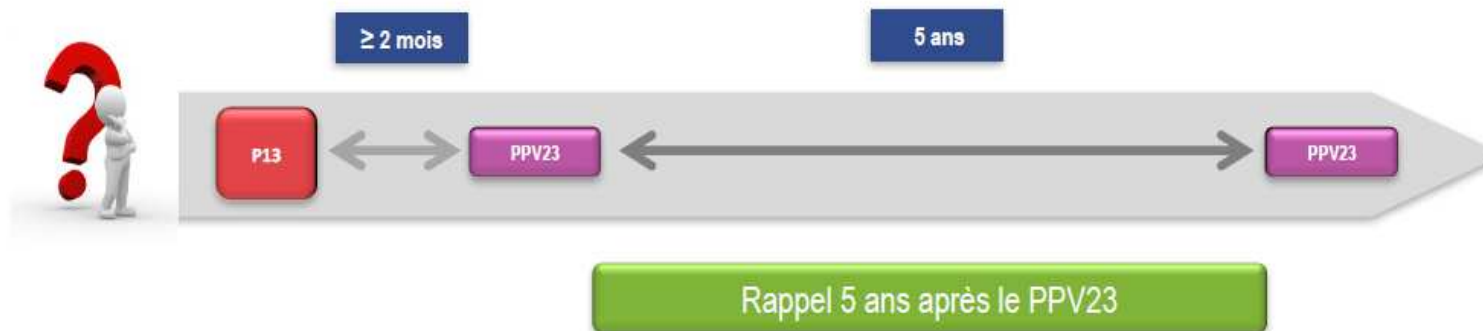 ≥ 2 mois
5 ans
P13
PPV23
PPV23
Rappel 5 ans après le PPV23